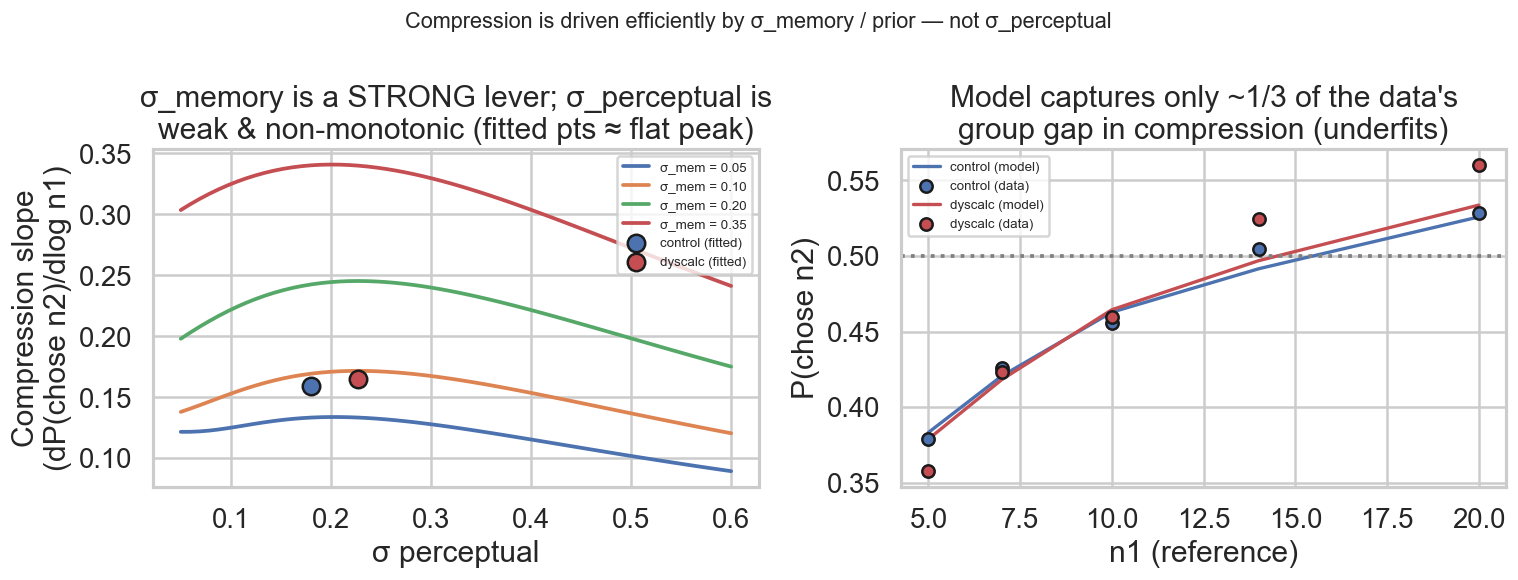 Compression is driven efficiently by σ_memory / prior — not σ_perceptual
σ_memory is a STRONG lever; σ_perceptual is
weak & non-monotonic (fitted pts ≈ flat peak)
Compression slope
(dP(chose n2)/dlog n1)
0.35
0.30
0.25
0.20
0.15
0.10
σ_mem = 0.05
σ_mem = 0.10
σ_mem = 0.20
σ_mem = 0.35
control (fitted)
dyscalc (fitted)
0.1 0.2 0.3 0.4 0.5 0.6
σ perceptual
Model captures only ~1/3 of the data's
group gap in compression (underfits)
P(chose n2)
0.55
0.50
0.45
0.40
0.35
control (model)
control (data)
dyscalc (model)
dyscalc (data)
5.0 7.5 10.0 12.5 15.0 17.5 20.0
n1 (reference)